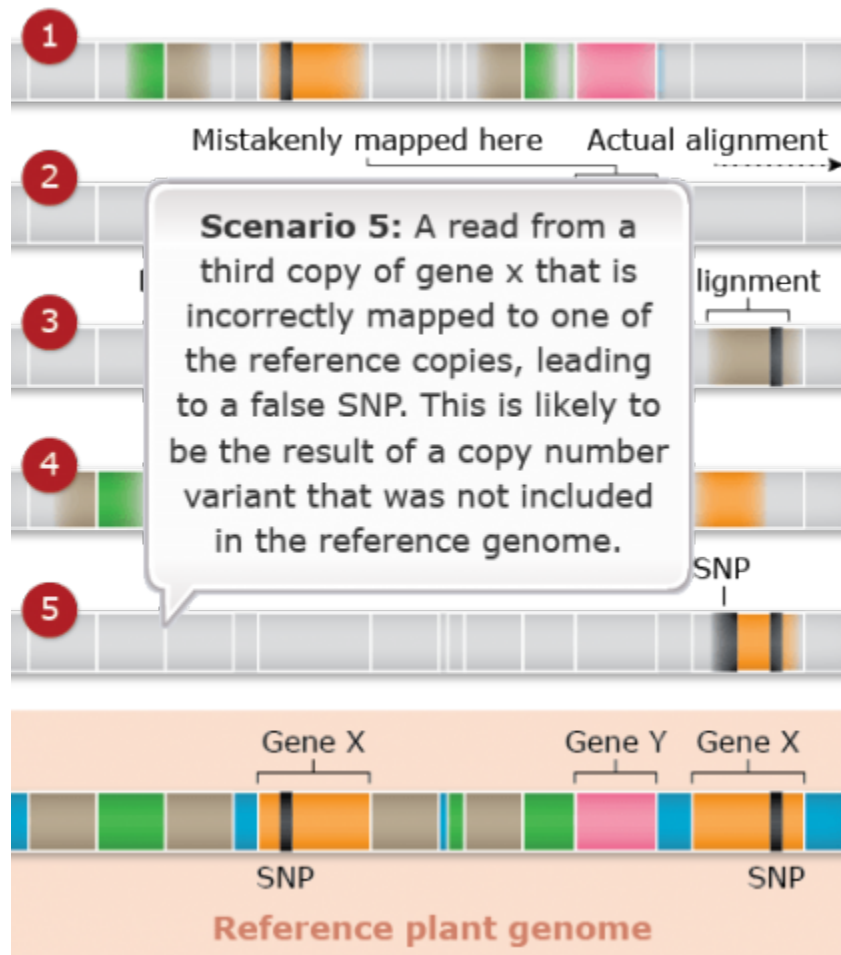 1
Mistakenly mapped here
Actual alignment
2
Scenario 5: A read from a
third copy of gene x that is
incorrectly mapped to one of
the reference copies, leading
to a false SNP. This is likely to
be the result of a copy number
variant that was not included
in the reference genome.
lignment
3
4
SNP
5
Gene X
Gene Y
Gene X
SNP
SNP
Reference plant genome